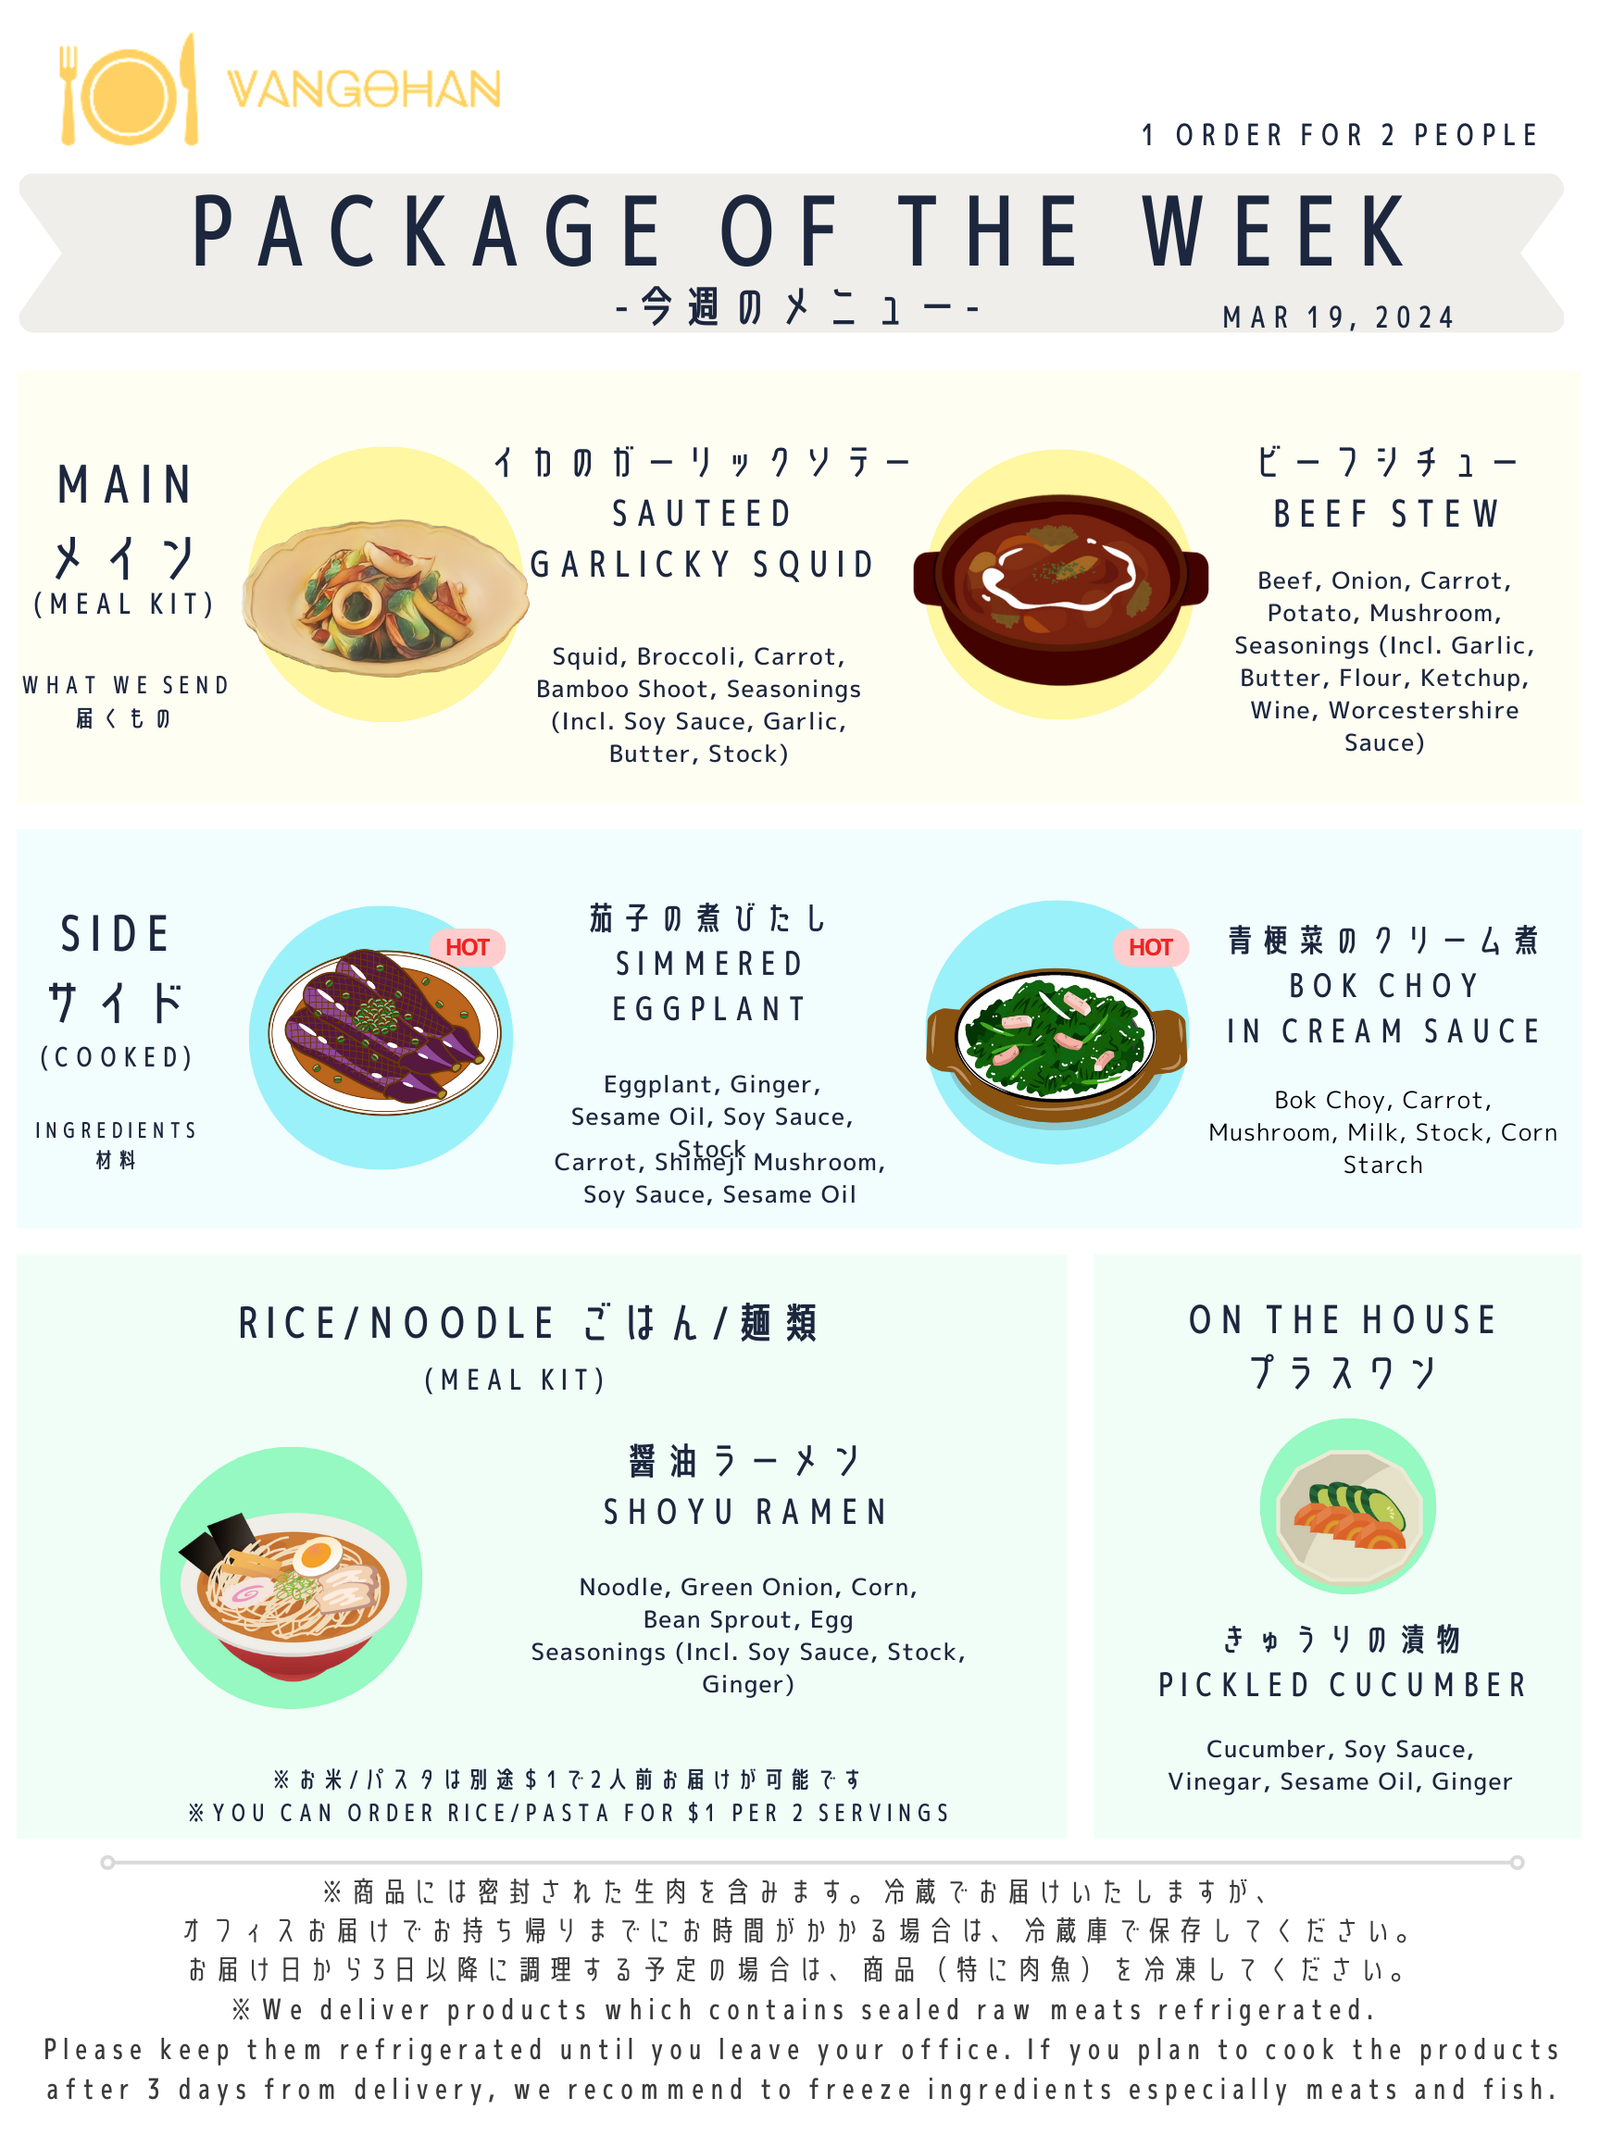 VANGOHAN
1 ORDER FOR 2 PEOPLE
PACKAGE OF THE WEEK
-今週のメニュー-
MAR 19, 2024
MAIN
メイン
(MEAL KIT)
WHAT WE SEND
届くもの
イカのガーリックソテー
SAUTEED
GARLICKY SQUID
Squid, Broccoli, Carrot,
Bamboo Shoot, Seasonings
(Incl. Soy Sauce, Garlic,
Butter, Stock)
ビーフシチュー
BEEF STEW
Beef, Onion, Carrot,
Potato, Mushroom,
Seasonings (Incl. Garlic,
Butter, Flour, Ketchup,
Wine, Worcestershire
Sauce)
SIDE
サイド
(COOKED)
INGREDIENTS
材料
HOT
茄子の煮びたし
SIMMERED
EGGPLANT
Eggplant, Ginger,
Sesame Oil, Soy Sauce,
Stock
Carrot, Shimeji Mushroom,
Soy Sauce, Sesame Oil
HOT
青梗菜のクリーム煮
BOK CHOY
IN CREAM SAUCE
Bok Choy, Carrot,
Mushroom, Milk, Stock, Corn
Starch
RICE/NOODLE ごはん/麺類
(MEAL KIT)
醤油ラーメン
SHOYU RAMEN
Noodle, Green Onion, Corn,
Bean Sprout, Egg
Seasonings (Incl. Soy Sauce, Stock,
Ginger)
※お米/パスタは別途$1で2人前お届けが可能です
※YOU CAN ORDER RICE/PASTA FOR $1 PER 2 SERVINGS
ON THE HOUSE
プラスワン
きゅうりの漬物
PICKLED CUCUMBER
Cucumber, Soy Sauce,
Vinegar, Sesame Oil, Ginger
※商品には密封された生肉を含みます。冷蔵でお届けいたしますが、
オフィスお届けでお持ち帰りまでにお時間がかかる場合は、冷蔵庫で保存してください。
お届け日から3日以降に調理する予定の場合は、商品（特に肉魚）を冷凍してください。
※We deliver products which contains sealed raw meats refrigerated.
Please keep them refrigerated until you leave your office. If you plan to cook the products
after 3 days from delivery, we recommend to freeze ingredients especially meats and fish.